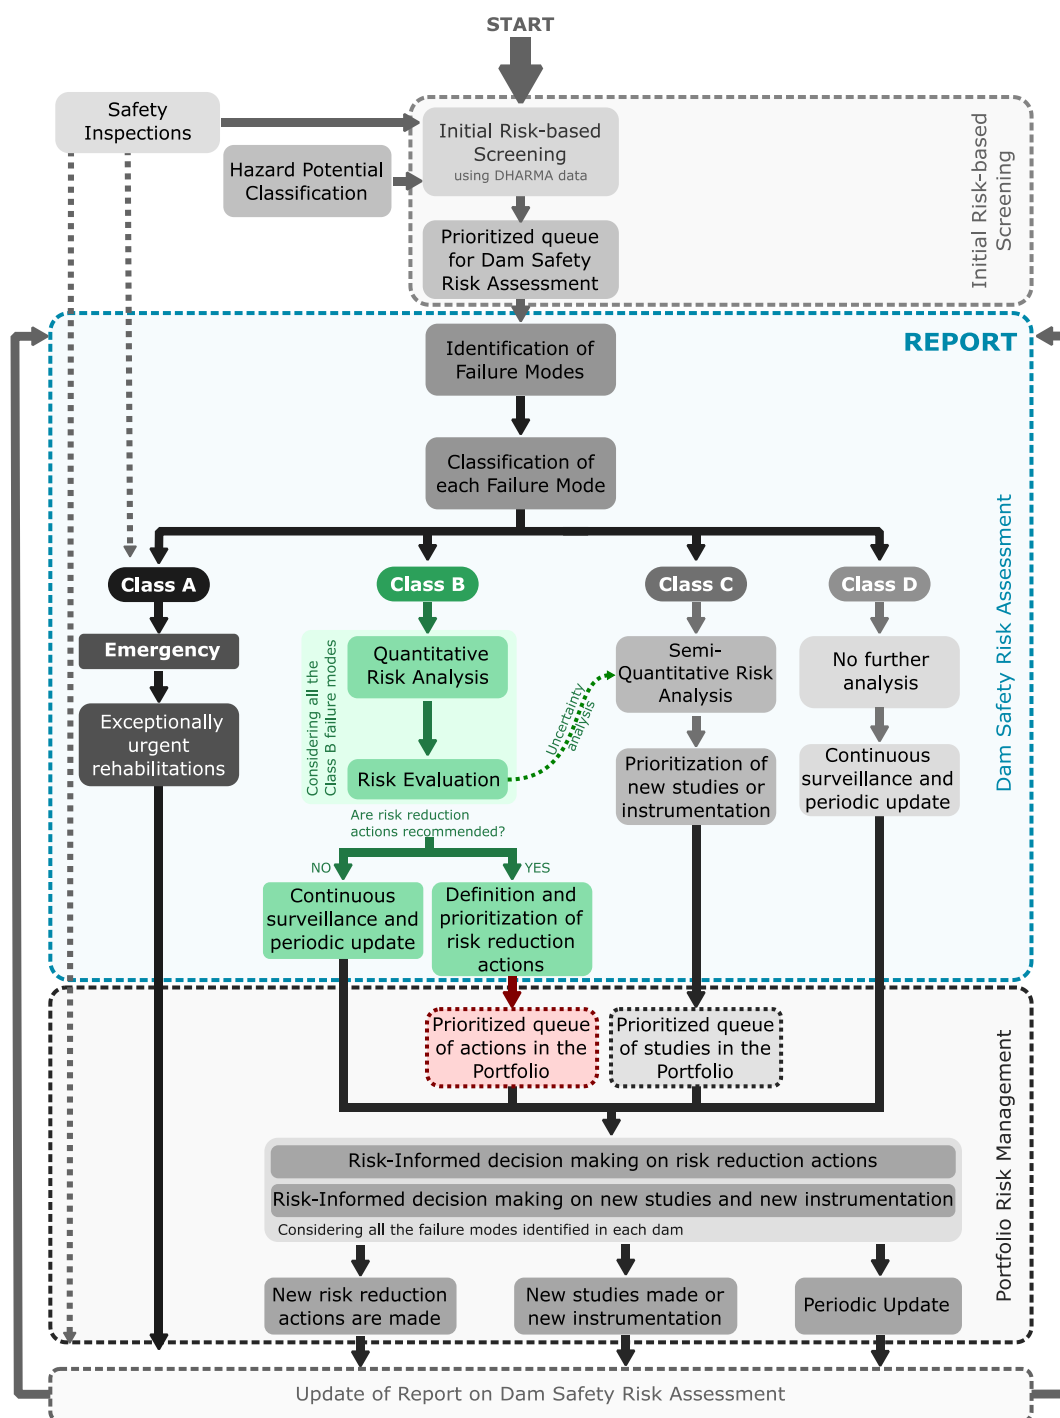 START
Safety
Inspections
Initial Risk-based
Screening
using DHARMA data
Hazard Potential
Classification
Initial Risk-based
Screening
Prioritized queue
for Dam Safety
Risk Assessment
REPORT
Identification of
Failure Modes
Classification of
each Failure Mode
Dam Safety Risk Assessment
Class A
Class B
Class C
Class D
Emergency
Exceptionally
urgent
rehabilitations
Considering all the
Class B failure modes
Quantitative
Risk Analysis
Risk Evaluation
Uncertainty
analysis
Semi-
Quantitative Risk
Analysis
Prioritization of
new studies or
instrumentation
No further
analysis
Continuous
surveillance and
periodic update
Are risk reduction
actions recommended?
NO
YES
Continuous
surveillance and
periodic update
Definition and
prioritization of
risk reduction
actions
Prioritized queue
of actions in the
Portfolio
Prioritized queue
of studies in the
Portfolio
Portfolio Risk Management
Risk-Informed decision making on risk reduction actions
Risk-Informed decision making on new studies and new instrumentation
Considering all the failure modes identified in each dam
New risk reduction
actions are made
New studies made or
new instrumentation
Periodic Update
Update of Report on Dam Safety Risk Assessment